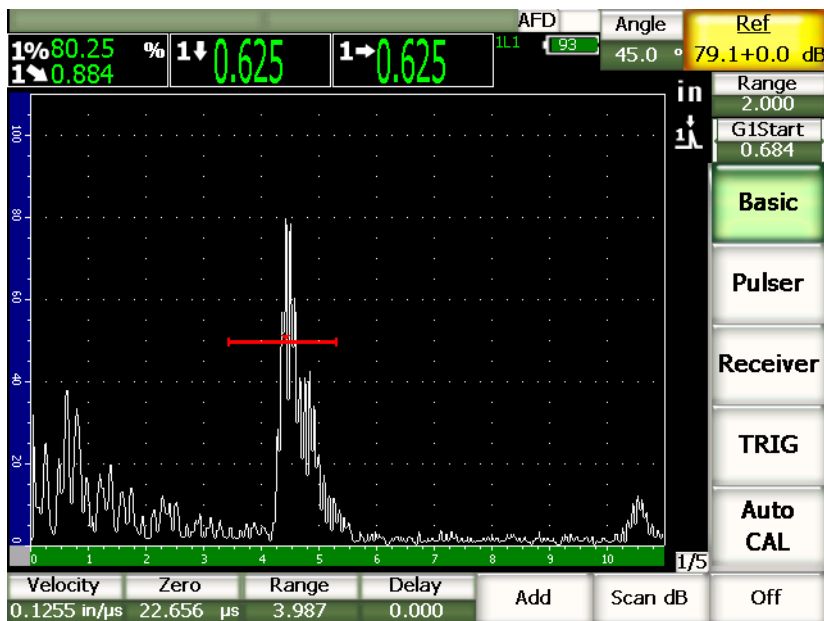 AFD
1%80.25 %
1 0.884
1 0.625
1 0.625
1L1
93
Angle
45.0 °
Ref
79.1+0.0 dB
in
Range
2.000
1
G1Start
0.684
100
80
60
40
20
0
0 1 2 3 4 5 6 7 8 9 10
1/5
Basic
Pulser
Receiver
TRIG
Auto
CAL
Velocity
0.1255 in/µs
Zero
22.656 µs
Range
3.987
Delay
0.000
Add
Scan dB
Off